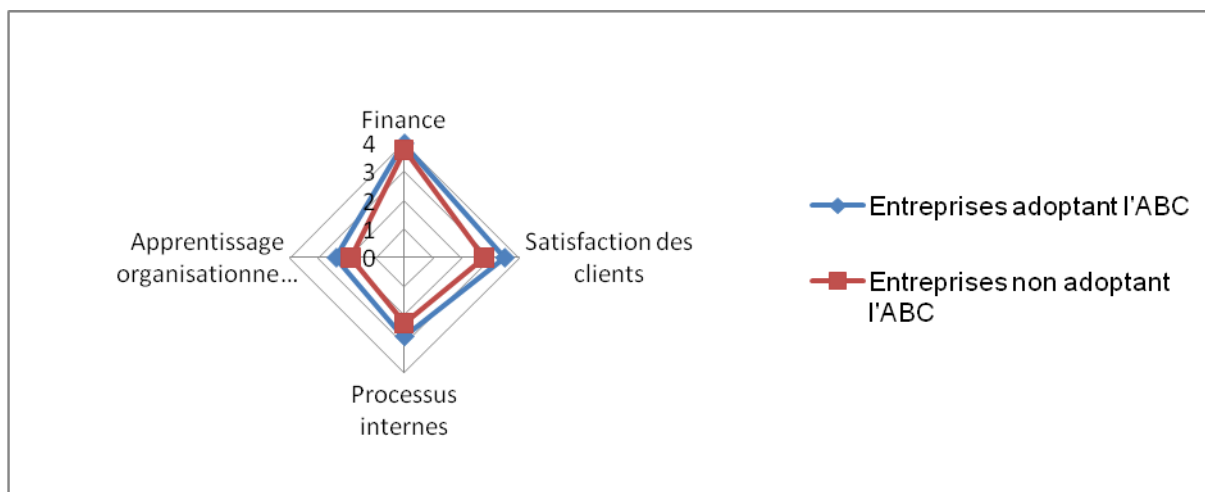 Finance
4
3
2
1
0
Apprentissage
organisationne...
Satisfaction des
clients
Processus
internes
Entreprises adoptant l'ABC
Entreprises non adoptant
l'ABC